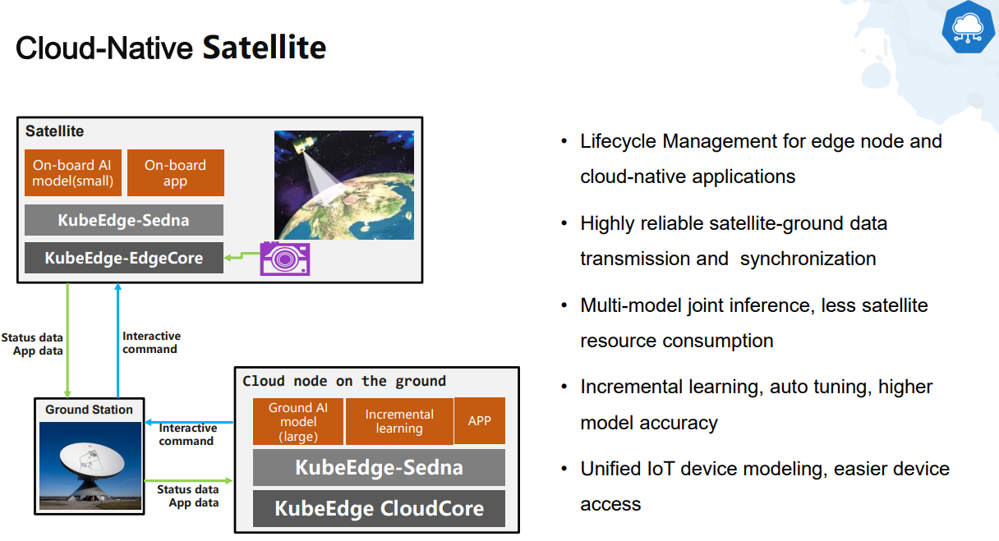 Cloud-Native Satellite
Satellite
On-board AI
model(small)
On-board
app
KubeEdge-Sedna
KubeEdge-EdgeCore
Status data
App data
Interactive
command
Ground Station
Interactive
command
Status data
App data
Cloud node on the ground
Ground AI
model
(large)
Incremental
learning
APP
KubeEdge-Sedna
KubeEdge CloudCore
• Lifecycle Management for edge node and
cloud-native applications
• Highly reliable satellite-ground data
transmission and  synchronization
• Multi-model joint inference, less satellite
resource consumption
• Incremental learning, auto tuning, higher
model accuracy
• Unified IoT device modeling, easier device
access